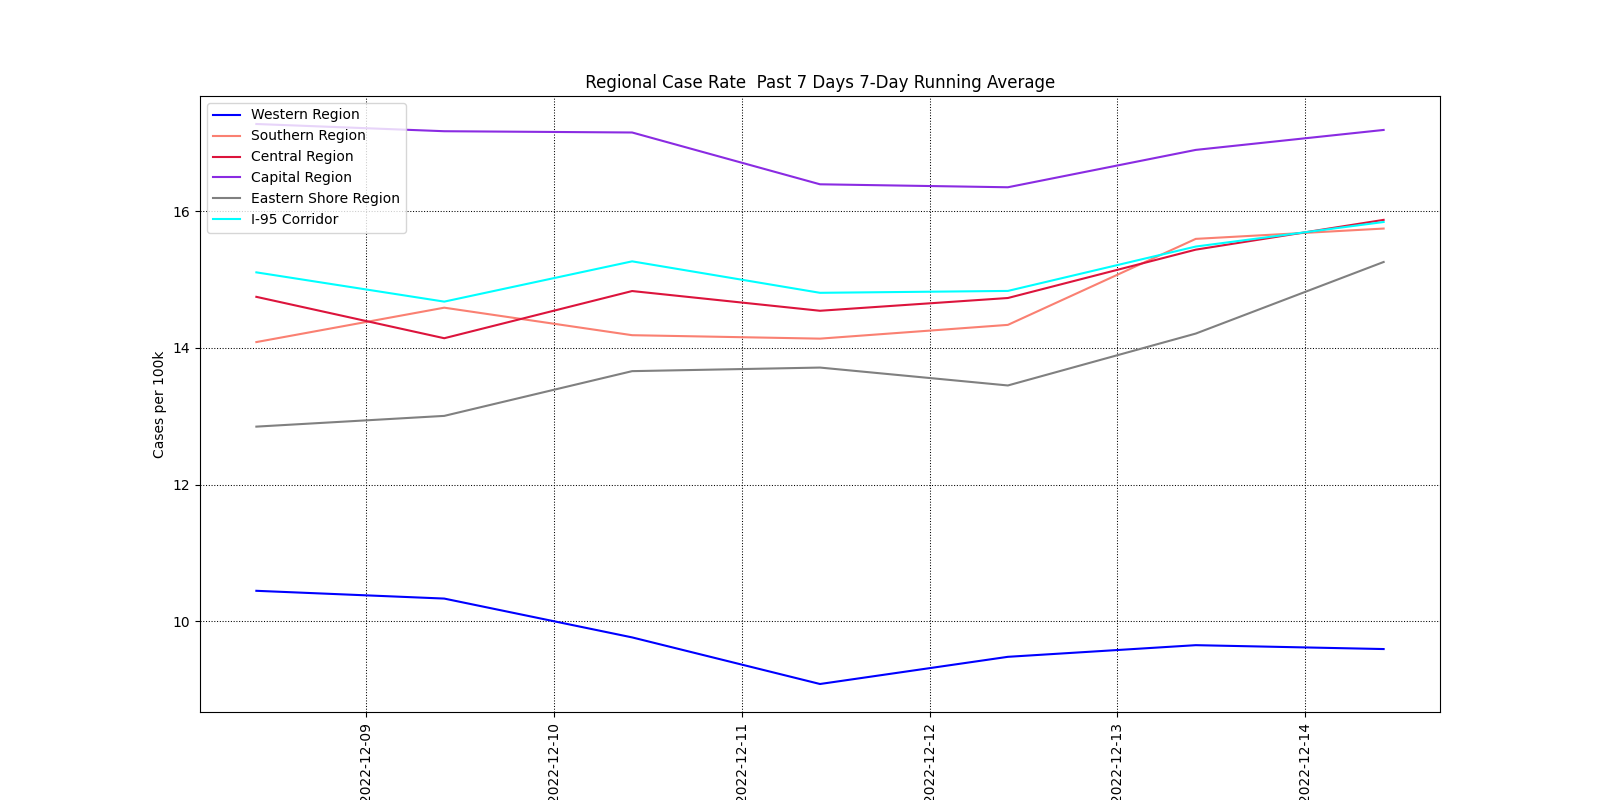 Regional Case Rate  Past 7 Days 7-Day Running Average
Western Region
Southern Region
Central Region
Capital Region
Eastern Shore Region
I-95 Corridor
Cases per 100k
16
14
12
10
2022-12-09
2022-12-10
2022-12-11
2022-12-12
2022-12-13
2022-12-14